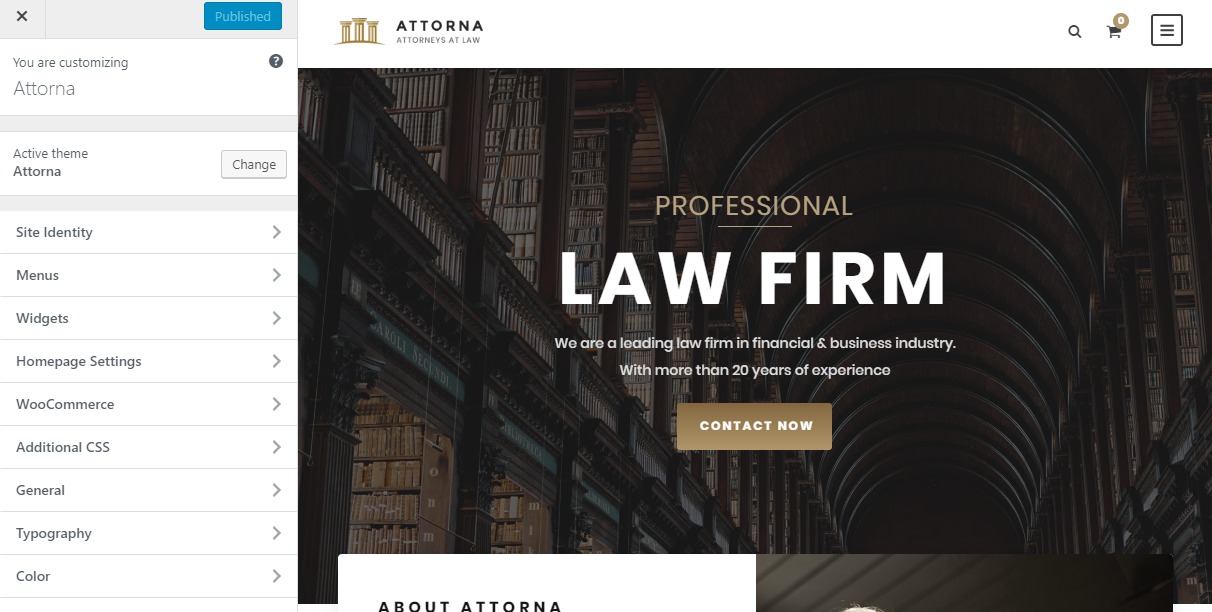 Published
You are customizing
Attorna
Active theme
Attorna
Change
Site Identity
Menus
Widgets
Homepage Settings
WooCommerce
Additional CSS
General
Typography
Color
ATTORNA
ATTORNEYS AT LAW
0
PROFESSIONAL
LAW FIRM
We are a leading law firm in financial & business industry.
With more than 20 years of experience
CONTACT NOW
ABOUT ATTORNA